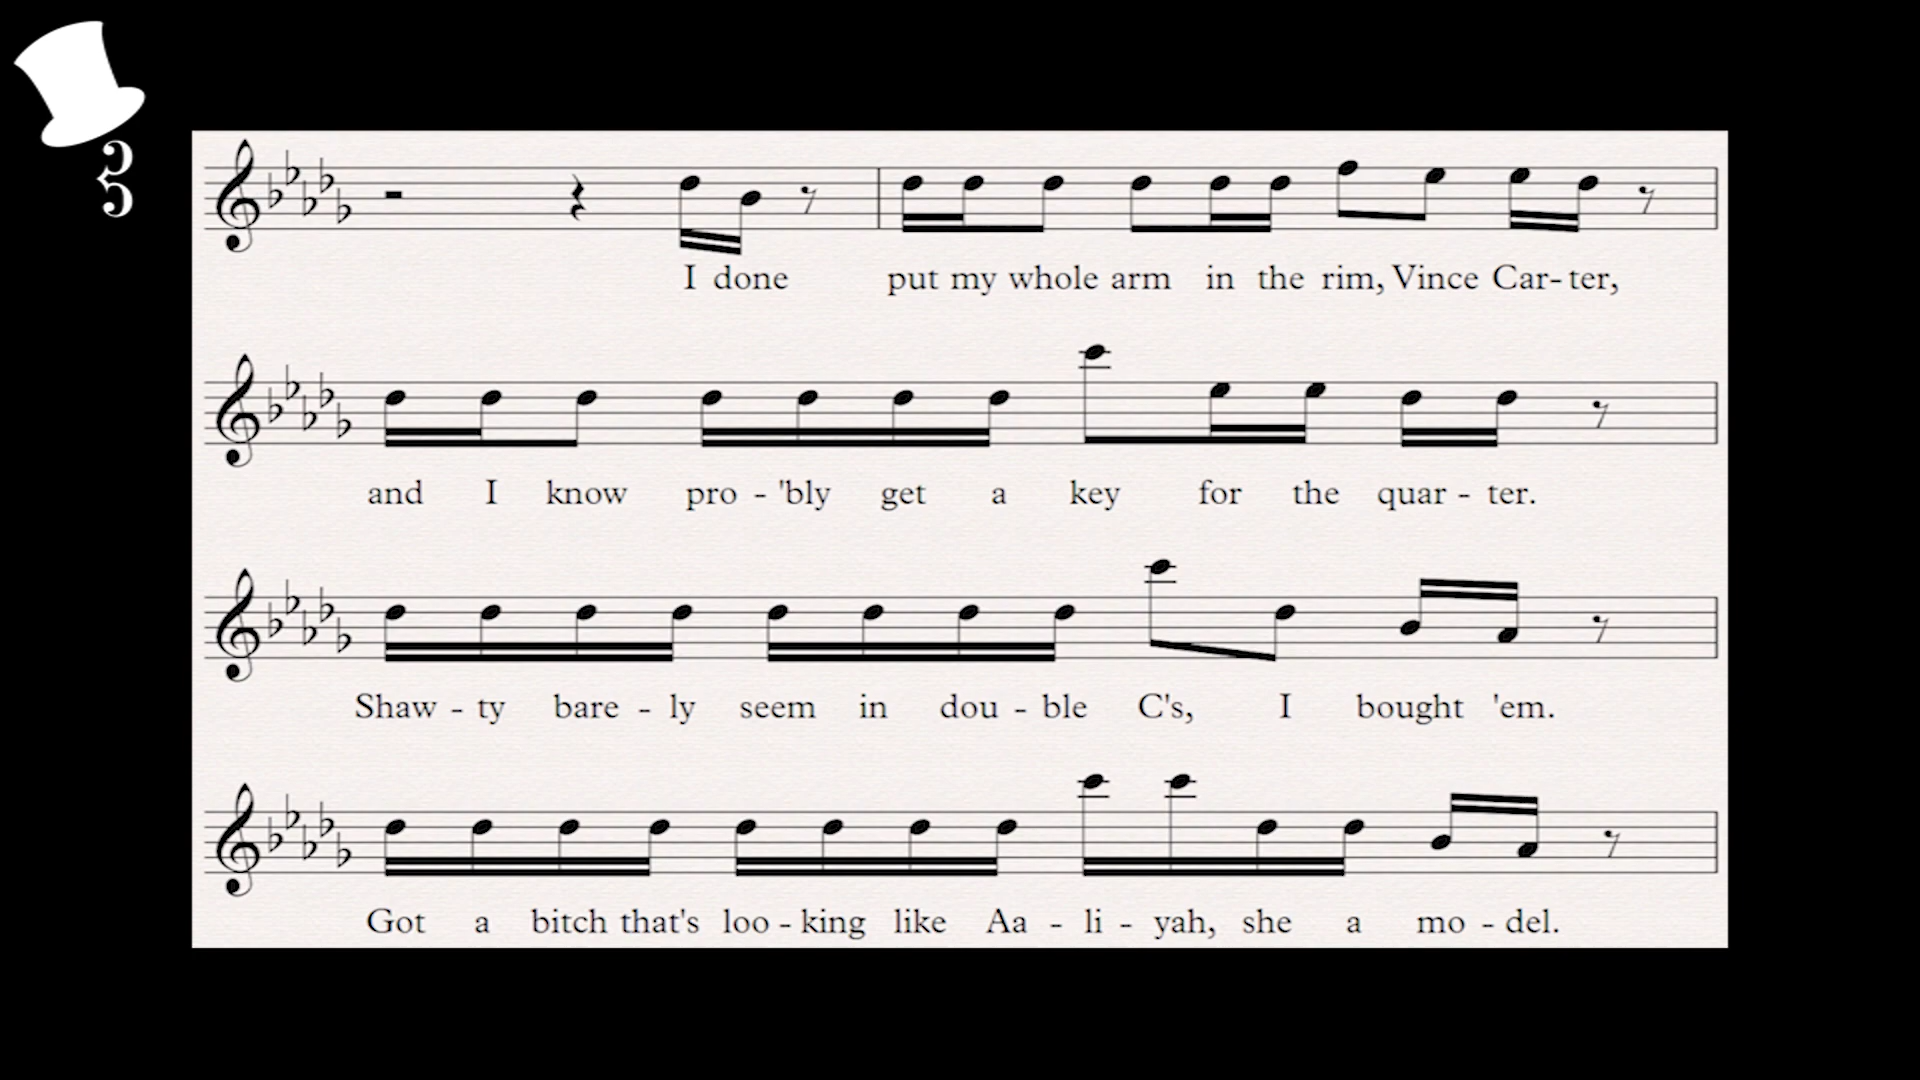 3
5
I done put my whole arm in the rim, Vince Car-ter,
and I know pro-'bly get a key for the quar-ter.
Shaw-ty bare-ly seem in dou-ble C's, I bought 'em.
Got a bitch that's loo-king like Aa-li-yah, she a mo-del.